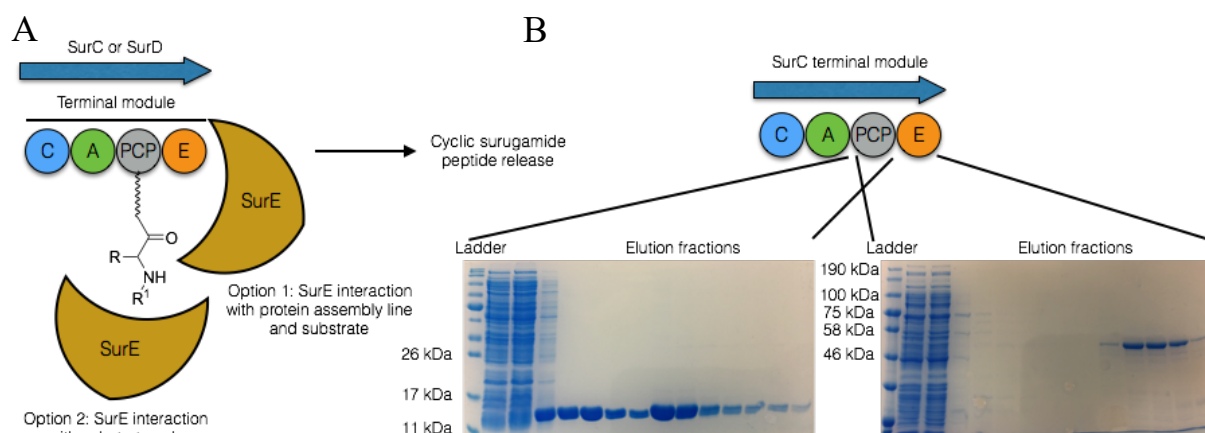 A
SurC or SurD
Terminal module
C
A
PCP
E
SurE
R
O
NH
R¹
SurE
Option 1: SurE interaction
with protein assembly line
and substrate
Option 2: SurE interaction
Cyclic surugamide
peptide release
B
SurC terminal module
C
A
PCP
E
Ladder
Elution fractions
26 kDa
17 kDa
11 kDa
Ladder
Elution fractions
190 kDa
100 kDa
75 kDa
58 kDa
46 kDa